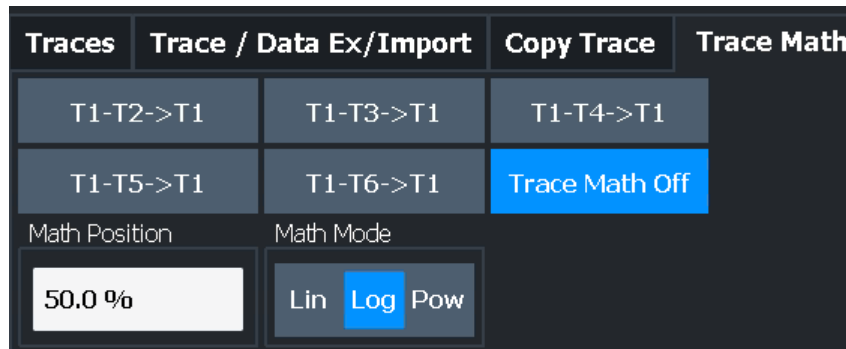 Traces Trace / Data Ex/Import Copy Trace Trace Math
T1-T2->T1 T1-T3->T1 T1-T4->T1
T1-T5->T1 T1-T6->T1 Trace Math Off
Math Position Math Mode
50.0 % Lin Log Pow